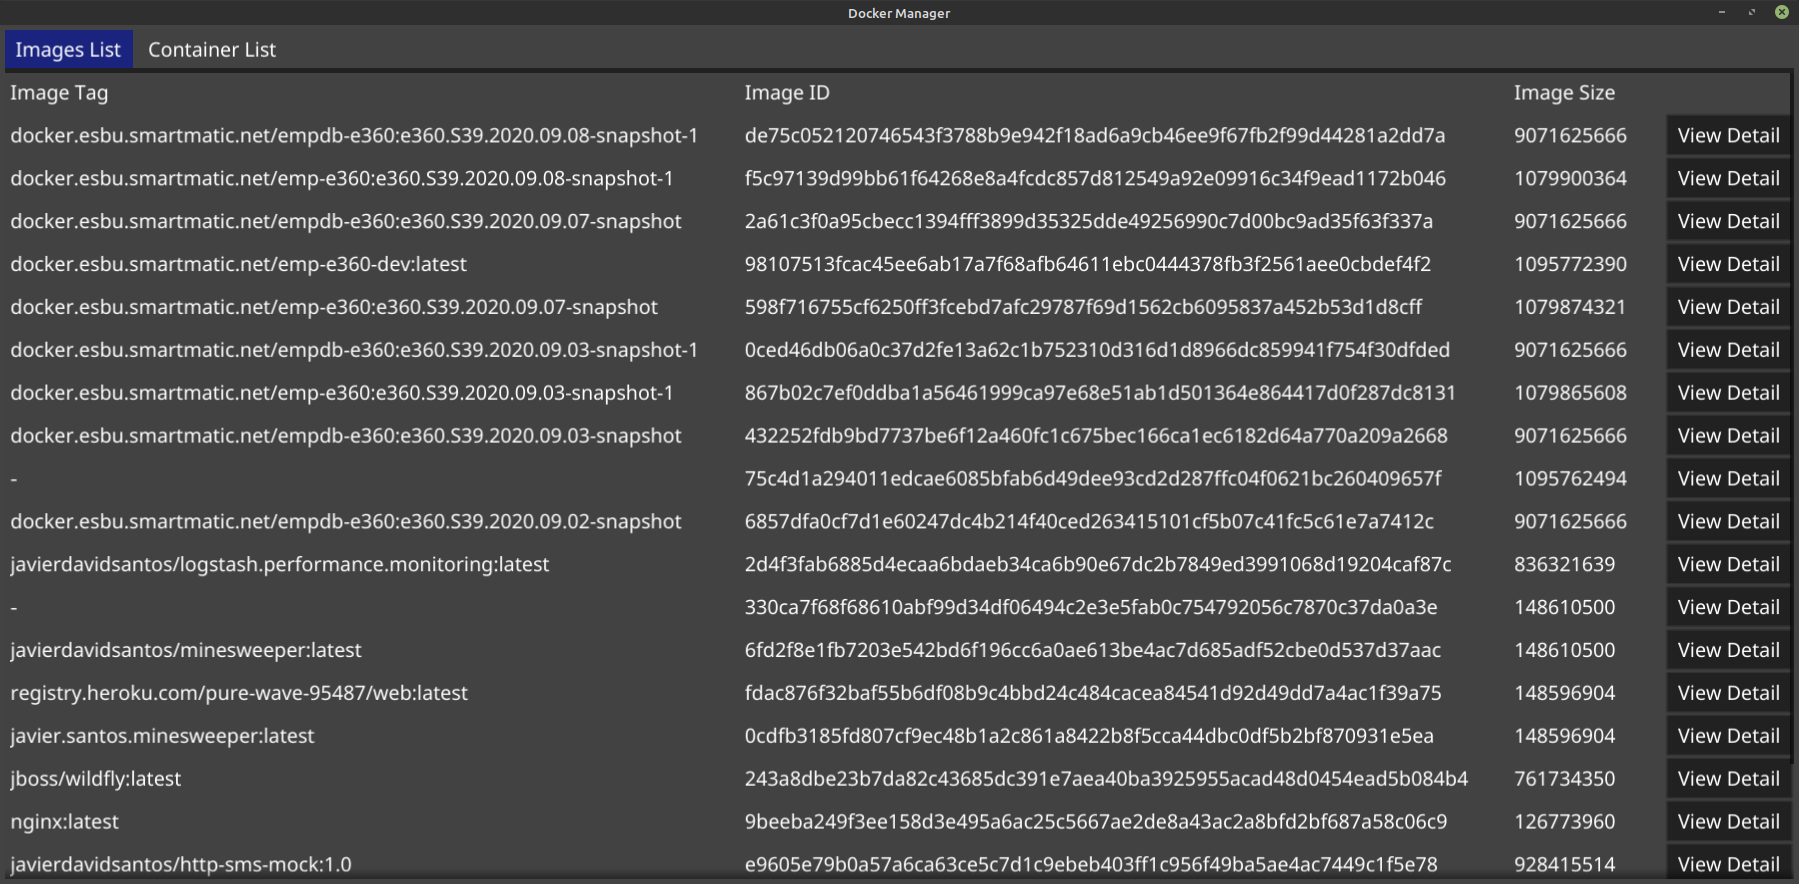 Docker Manager
Images List Container List
Image Tag Image ID Image Size
docker.esbu.smartmatic.net/empdb-e360:e360.S39.2020.09.08-snapshot-1 de75c052120746543f3788b9e942f18ad6a9cb46ee9f67fb2f99d44281a2dd7a 9071625666 View Detail
docker.esbu.smartmatic.net/emp-e360:e360.S39.2020.09.08-snapshot-1 f5c97139d99bb61f64268e8a4fcdc857d812549a92e09916c34f9ead1172b046 1079900364 View Detail
docker.esbu.smartmatic.net/empdb-e360:e360.S39.2020.09.07-snapshot 2a61c3f0a95cbecc1394fff3899d35325dde49256990c7d00bc9ad35f63f337a 9071625666 View Detail
docker.esbu.smartmatic.net/emp-e360-dev:latest 98107513fcac45ee6ab17a7f68afb64611ebc0444378fb3f2561aee0cbdef4f2 1095772390 View Detail
docker.esbu.smartmatic.net/emp-e360:e360.S39.2020.09.07-snapshot 598f716755cf6250ff3fcebd7afc29787f69d1562cb6095837a452b53d1d8cff 1079874321 View Detail
docker.esbu.smartmatic.net/empdb-e360:e360.S39.2020.09.03-snapshot-1 0ced46db06a0c37d2fe13a62c1b752310d316d1d8966dc859941f754f30dfded 9071625666 View Detail
docker.esbu.smartmatic.net/emp-e360:e360.S39.2020.09.03-snapshot-1 867b02c7ef0ddba1a56461999ca97e68e51ab1d501364e864417d0f287dc8131 1079865608 View Detail
docker.esbu.smartmatic.net/empdb-e360:e360.S39.2020.09.03-snapshot 432252fdb9bd7737be6f12a460fc1c675bec166ca1ec6182d64a770a209a2668 9071625666 View Detail
- 75c4d1a294011edcae6085bfab6d49dee93cd2d287ffc04f0621bc260409657f 1095762494 View Detail
docker.esbu.smartmatic.net/empdb-e360:e360.S39.2020.09.02-snapshot 6857dfa0cf7d1e60247dc4b214f40ced263415101cf5b07c41fc5c61e7a7412c 9071625666 View Detail
javierdavidsantos/logstash.performance.monitoring:latest 2d4f3fab6885d4ecaa6bdaeb34ca6b90e67dc2b7849ed3991068d19204caf87c 836321639 View Detail
- 330ca7f68f68610abf99d34df06494c2e3e5fab0c754792056c7870c37da0a3e 148610500 View Detail
javierdavidsantos/minesweeper:latest 6fd2f8e1fb7203e542bd6f196cc6a0ae613be4ac7d685adf52cbe0d537d37aac 148610500 View Detail
registry.heroku.com/pure-wave-95487/web:latest fdac876f32baf55b6df08b9c4bbd24c484cacea84541d92d49dd7a4ac1f39a75 148596904 View Detail
javier.santos.minesweeper:latest 0cdfb3185fd807cf9ec48b1a2c861a8422b8f5cca44dbc0df5b2bf870931e5ea 148596904 View Detail
jboss/wildfly:latest 243a8dbe23b7da82c43685dc391e7aea40ba3925955acad48d0454ead5b084b4 761734350 View Detail
nginx:latest 9beeba249f3ee158d3e495a6ac25c5667ae2de8a43ac2a8bfd2bf687a58c06c9 126773960 View Detail
javierdavidsantos/http-sms-mock:1.0 e9605e79b0a57a6ca63ce5c7d1c9ebeb403ff1c956f49ba5ae4ac7449c1f5e78 928415514 View Detail